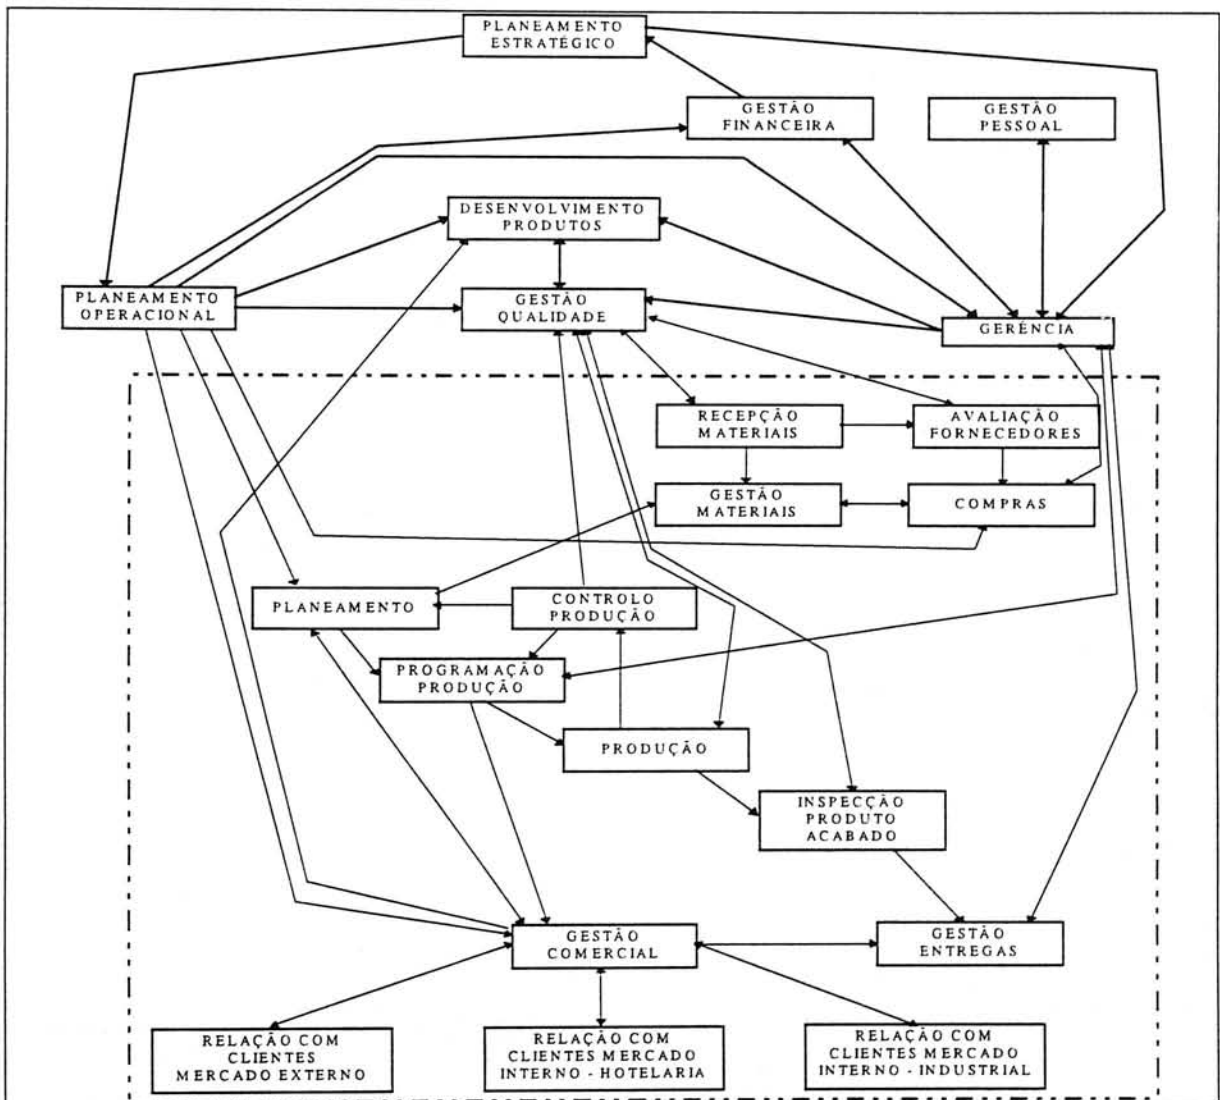 PLANEAMENTO
ESTRATÉGICO
GESTÃO
FINANCEIRA
GESTÃO
PESSOAL
DESENVOLVIMENTO
PRODUTOS
PLANEAMENTO
OPERACIONAL
GESTÃO
QUALIDADE
GERÊNCIA
RECEPÇÃO
MATERIAIS
AVALIAÇÃO
FORNECEDORES
GESTÃO
MATERIAIS
COMPRAS
PLANEAMENTO
CONTROLO
PRODUÇÃO
PROGRAMAÇÃO
PRODUÇÃO
PRODUÇÃO
INSPECÇÃO
PRODUTO
ACABADO
GESTÃO
COMERCIAL
GESTÃO
ENTREGAS
RELAÇÃO COM
CLIENTES
MERCADO EXTERNO
RELAÇÃO COM
CLIENTES MERCADO
INTERNO - HOTELARIA
RELAÇÃO COM
CLIENTES MERCADO
INTERNO - INDUSTRIAL